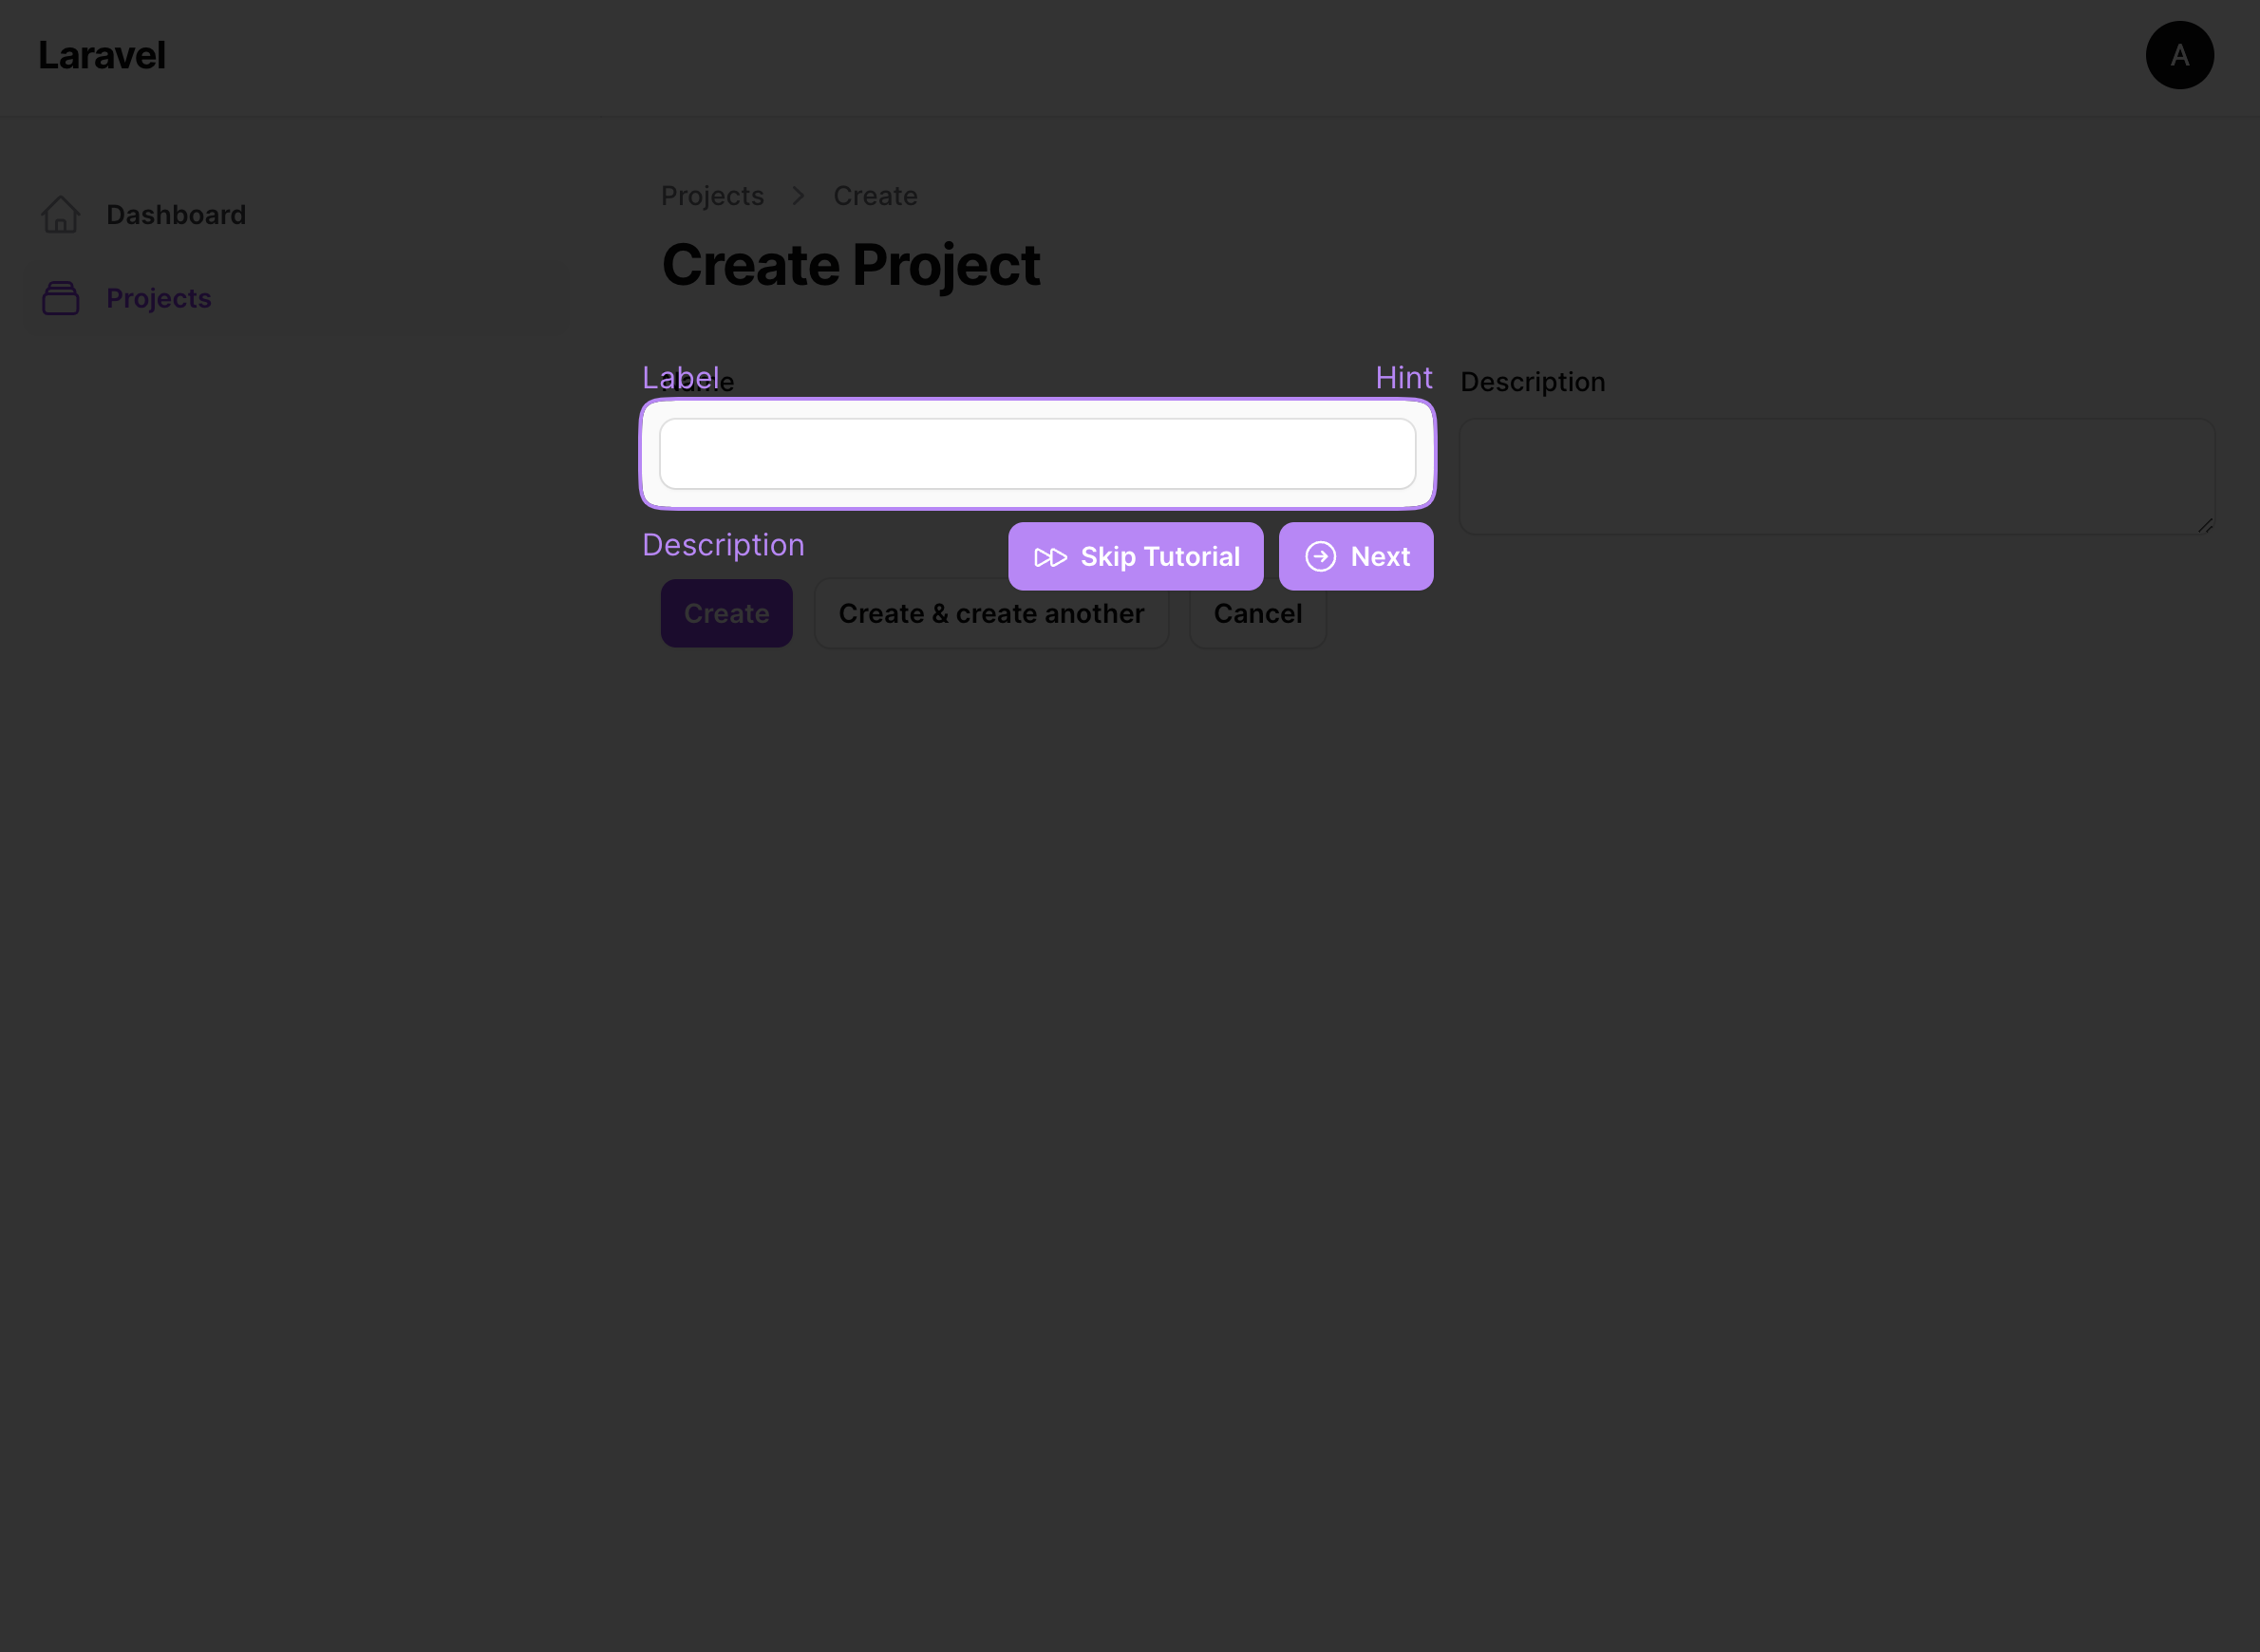 Laravel
A
Dashboard
Projects
Projects > Create
Create Project
Label
Name
Hint
Description
Description
Skip Tutorial
Next
Create
Create & create another
Cancel